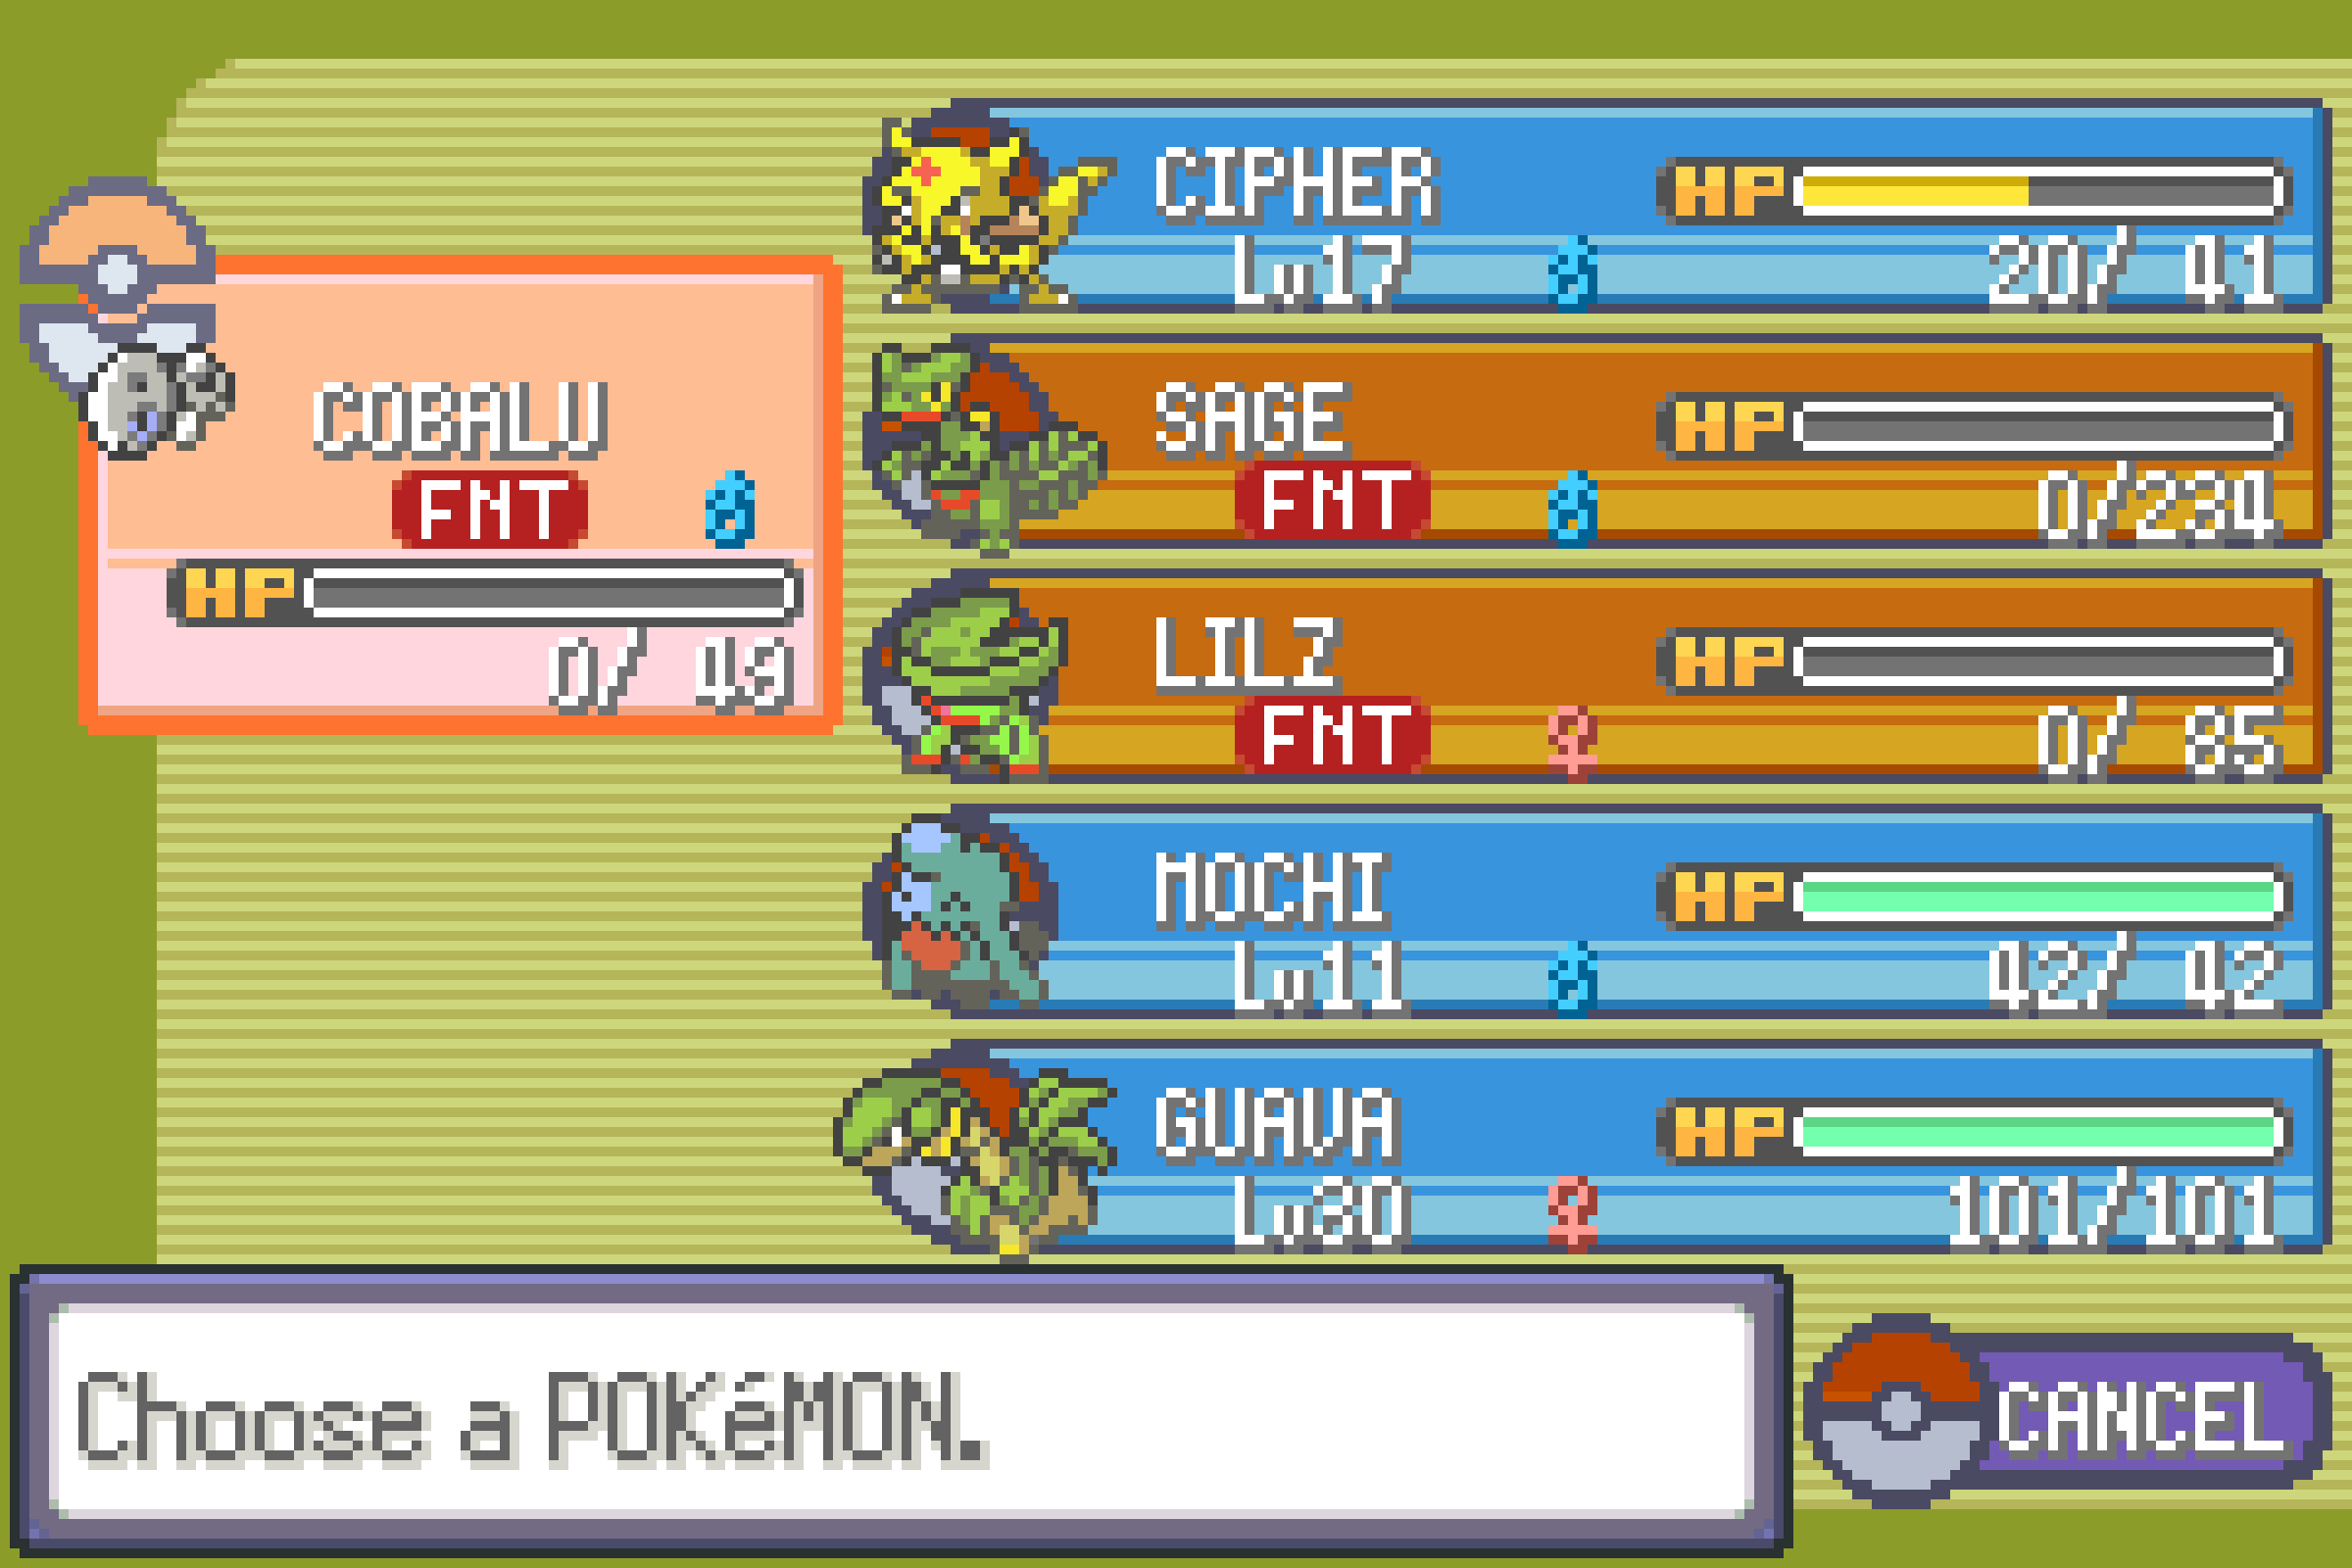 COBALU
FNT ♂
HP
0/ 49
CIPHER
HP
Lv17 ♂ 20/ 41
SAGE
HP
FNT ♂ 0/234
LILZ
HP
FNT ♀ 0/ 85
MOCHI
HP
Lv11 ♂ 42/ 42
GUAVA
HP
Lv30 ♀ 101/101
Choose a POKéMON.
CANCEL